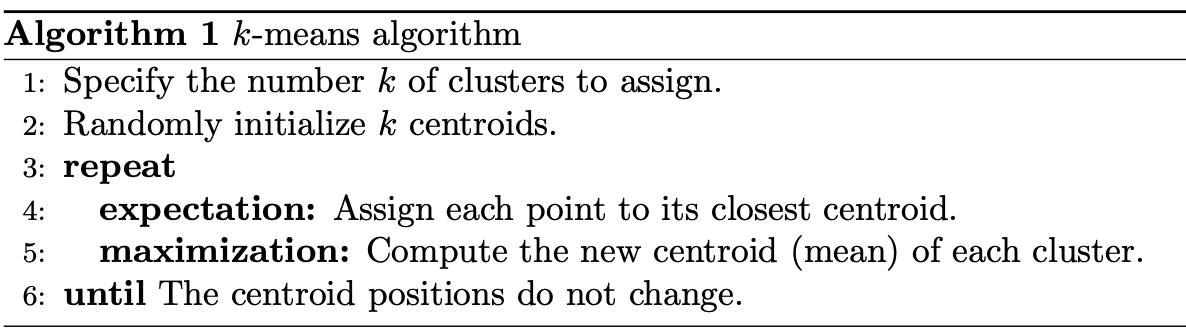 Algorithm 1 k-means algorithm
1: Specify the number k of clusters to assign.
2: Randomly initialize k centroids.
3: repeat
4: expectation: Assign each point to its closest centroid.
5: maximization: Compute the new centroid (mean) of each cluster.
6: until The centroid positions do not change.